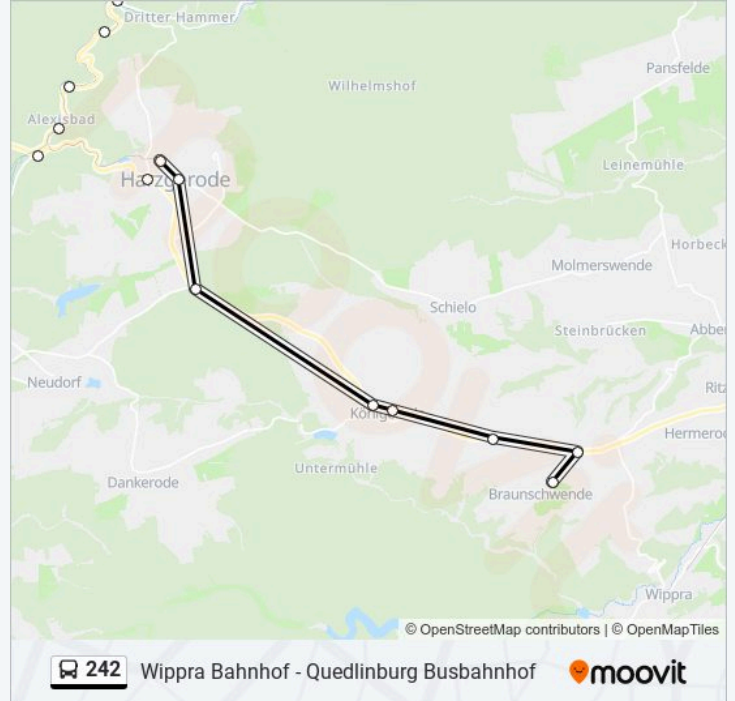 Dritter Hammer
Pansfelde
Wilhelmshof
Alexisbad
Leinemühle
Harzgerode
Horbeck
Molmerswende
Schielo
Steinbrücken
Abber
Neudorf
Ritz
Hermerod
Untermühle
Dankerode
Braunschwende
Wippra
© OpenStreetMap contributors | © OpenMapTiles
242 Wippra Bahnhof - Quedlinburg Busbahnhof moovit